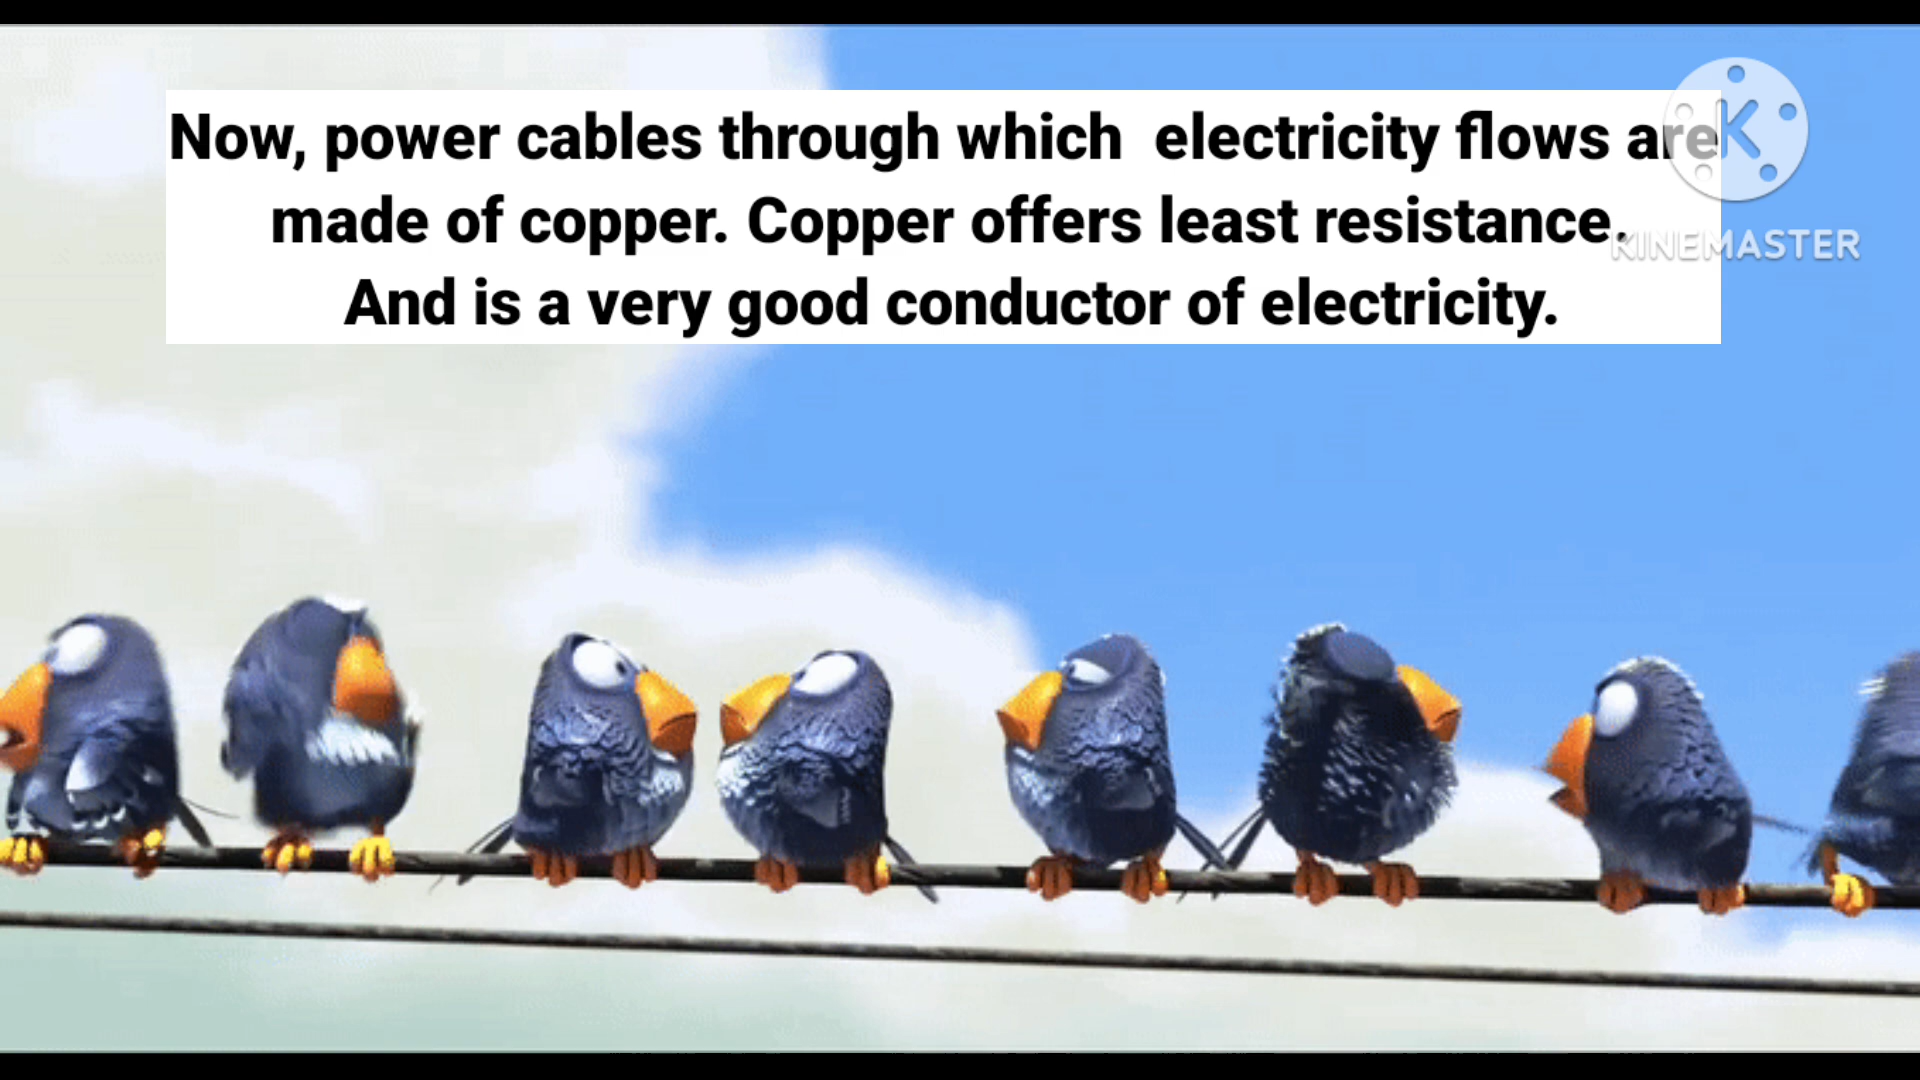 Now, power cables through which  electricity flows are
made of copper. Copper offers least resistance.
And is a very good conductor of electricity.
K
KINEMASTER